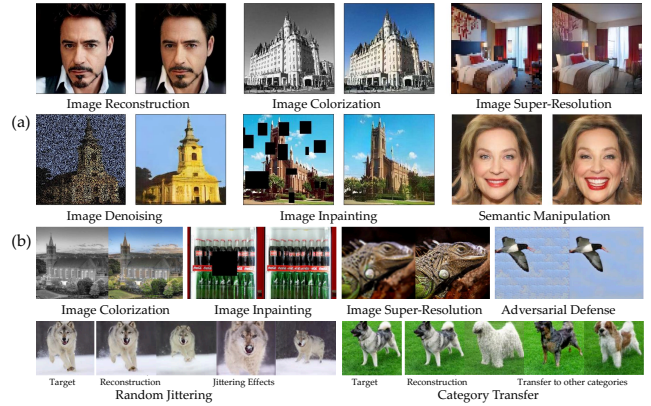 Image Reconstruction
Image Colorization
Image Super-Resolution
(a)
Image Denoising
Image Inpainting
Semantic Manipulation
(b)
Image Colorization
Image Inpainting
Image Super-Resolution
Adversarial Defense
Target
Reconstruction
Jittering Effects
Random Jittering
Target
Reconstruction
Transfer to other categories
Category Transfer